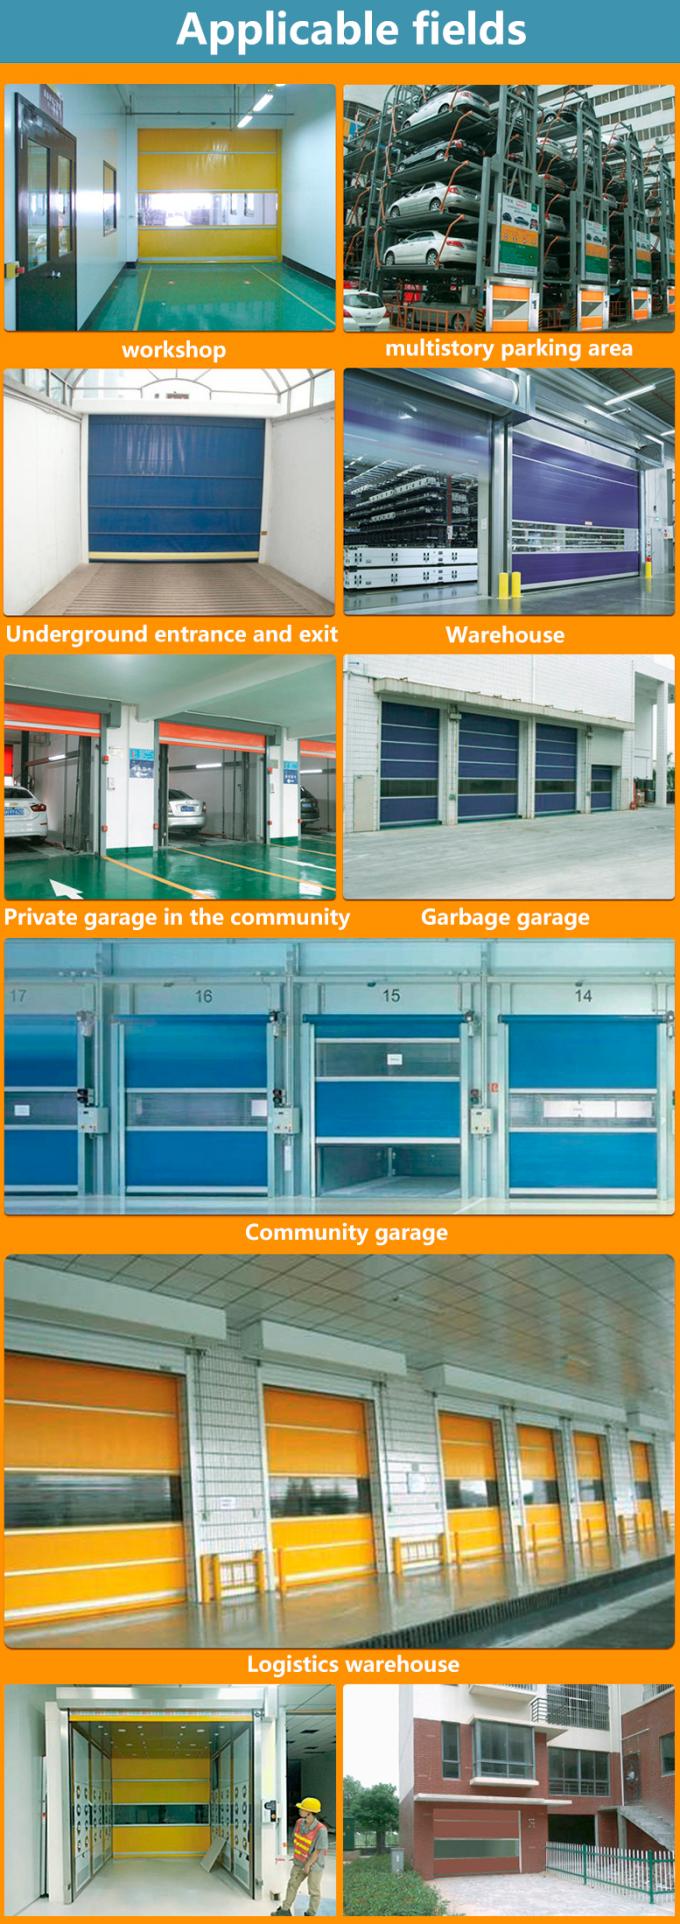 Applicable fields
workshop
multistory parking area
Underground entrance and exit
Warehouse
Private garage in the community
Garbage garage
17
16
15
14
Community garage
Logistics warehouse